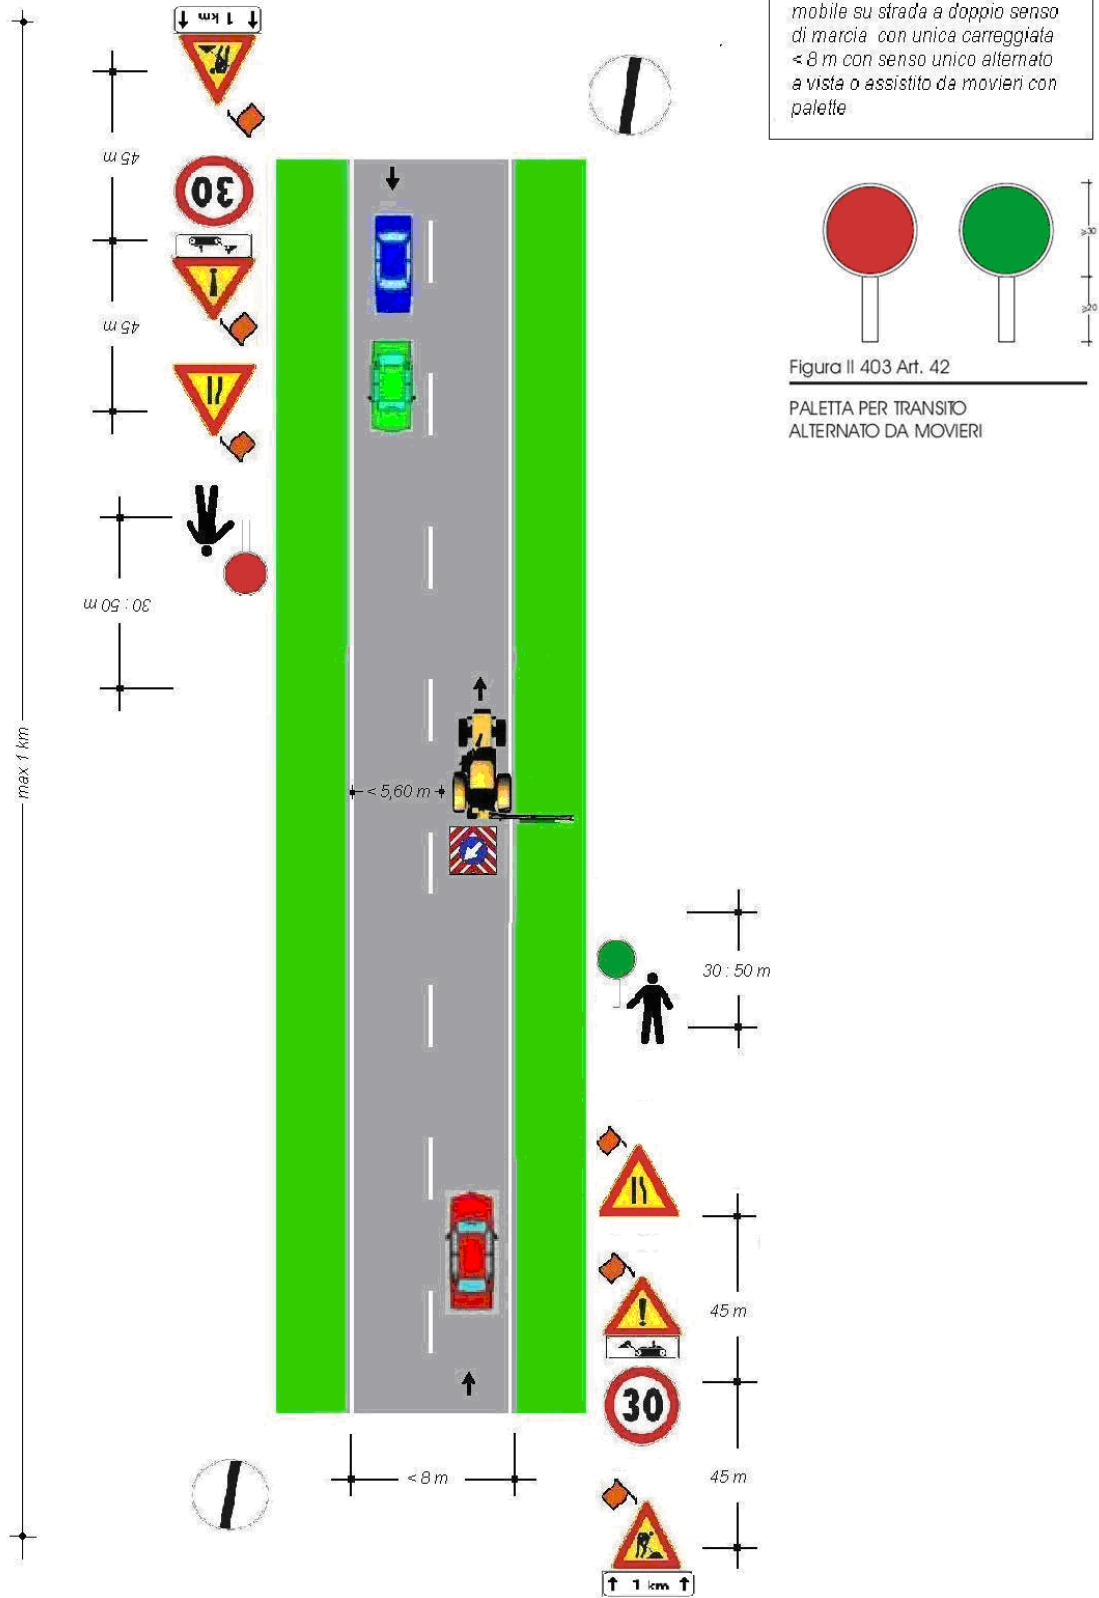 mobile su strada a doppio senso
di marcia con unica carreggiata
< 8 m con senso unico alternato
a vista o assistito da movieri con
palette
≥30
≥20
Figura II 403 Art. 42
PALETTA PER TRANSITO
ALTERNATO DA MOVIERI
1 km
45 m
30
45 m
30 : 50 m
max 1 km
< 5,60 m
30 : 50 m
45 m
30
45 m
< 8 m
1 km